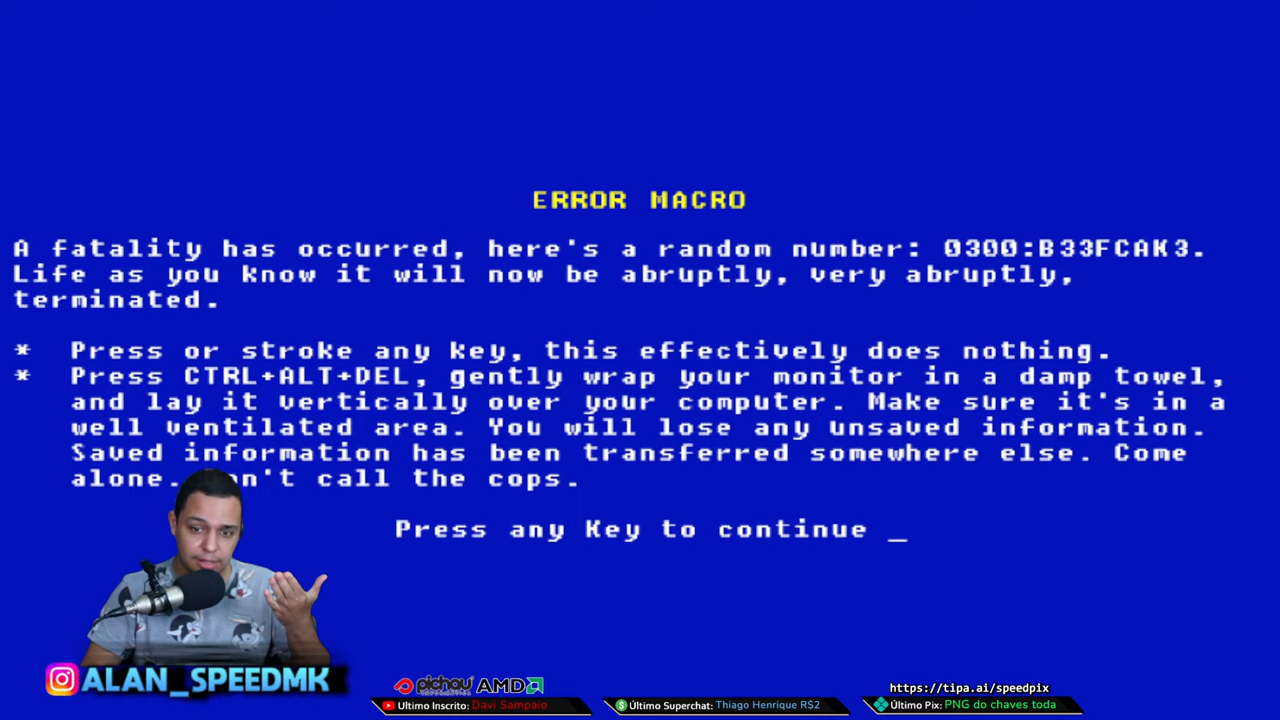 ERROR MACRO
A fatality has occurred, here's a random number: 0300:B33FCAK3.
Life as you know it will now be abruptly, very abruptly,
terminated.
* Press or stroke any key, this effectively does nothing.
* Press CTRL+ALT+DEL, gently wrap your monitor in a damp towel,
and lay it vertically over your computer. Make sure it's in a
well ventilated area. You will lose any unsaved information.
Saved information has been transferred somewhere else. Come
alone. n't call the cops.
Press any Key to continue _
ALAN_SPEEDMK
pichau AMD
https://tipa.ai/speedpix
Ultimo Inscrito: Davi Sampaio
Último Superchat: Thiago Henrique R$2
Último Pix: PNG do chaves toda